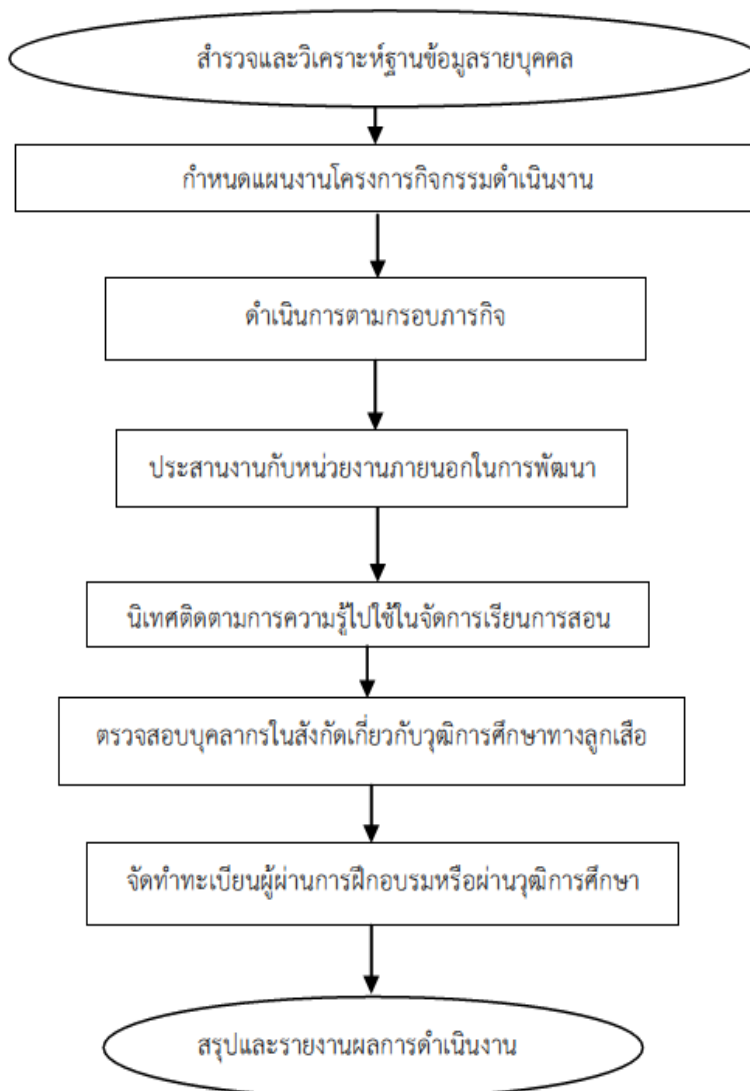 สำรวจและวิเคราะห์ฐานข้อมูลรายบุคคล
กำหนดแผนงานโครงการกิจกรรมดำเนินงาน
ดำเนินการตามกรอบภารกิจ
ประสานงานกับหน่วยงานภายนอกในการพัฒนา
นิเทศติดตามการความรู้ไปใช้ในจัดการเรียนการสอน
ตรวจสอบบุคลากรในสังกัดเกี่ยวกับวุฒิการศึกษาทางลูกเสือ
จัดทำทะเบียนผู้ผ่านการฝึกอบรมหรือผ่านวุฒิการศึกษา
สรุปและรายงานผลการดำเนินงาน